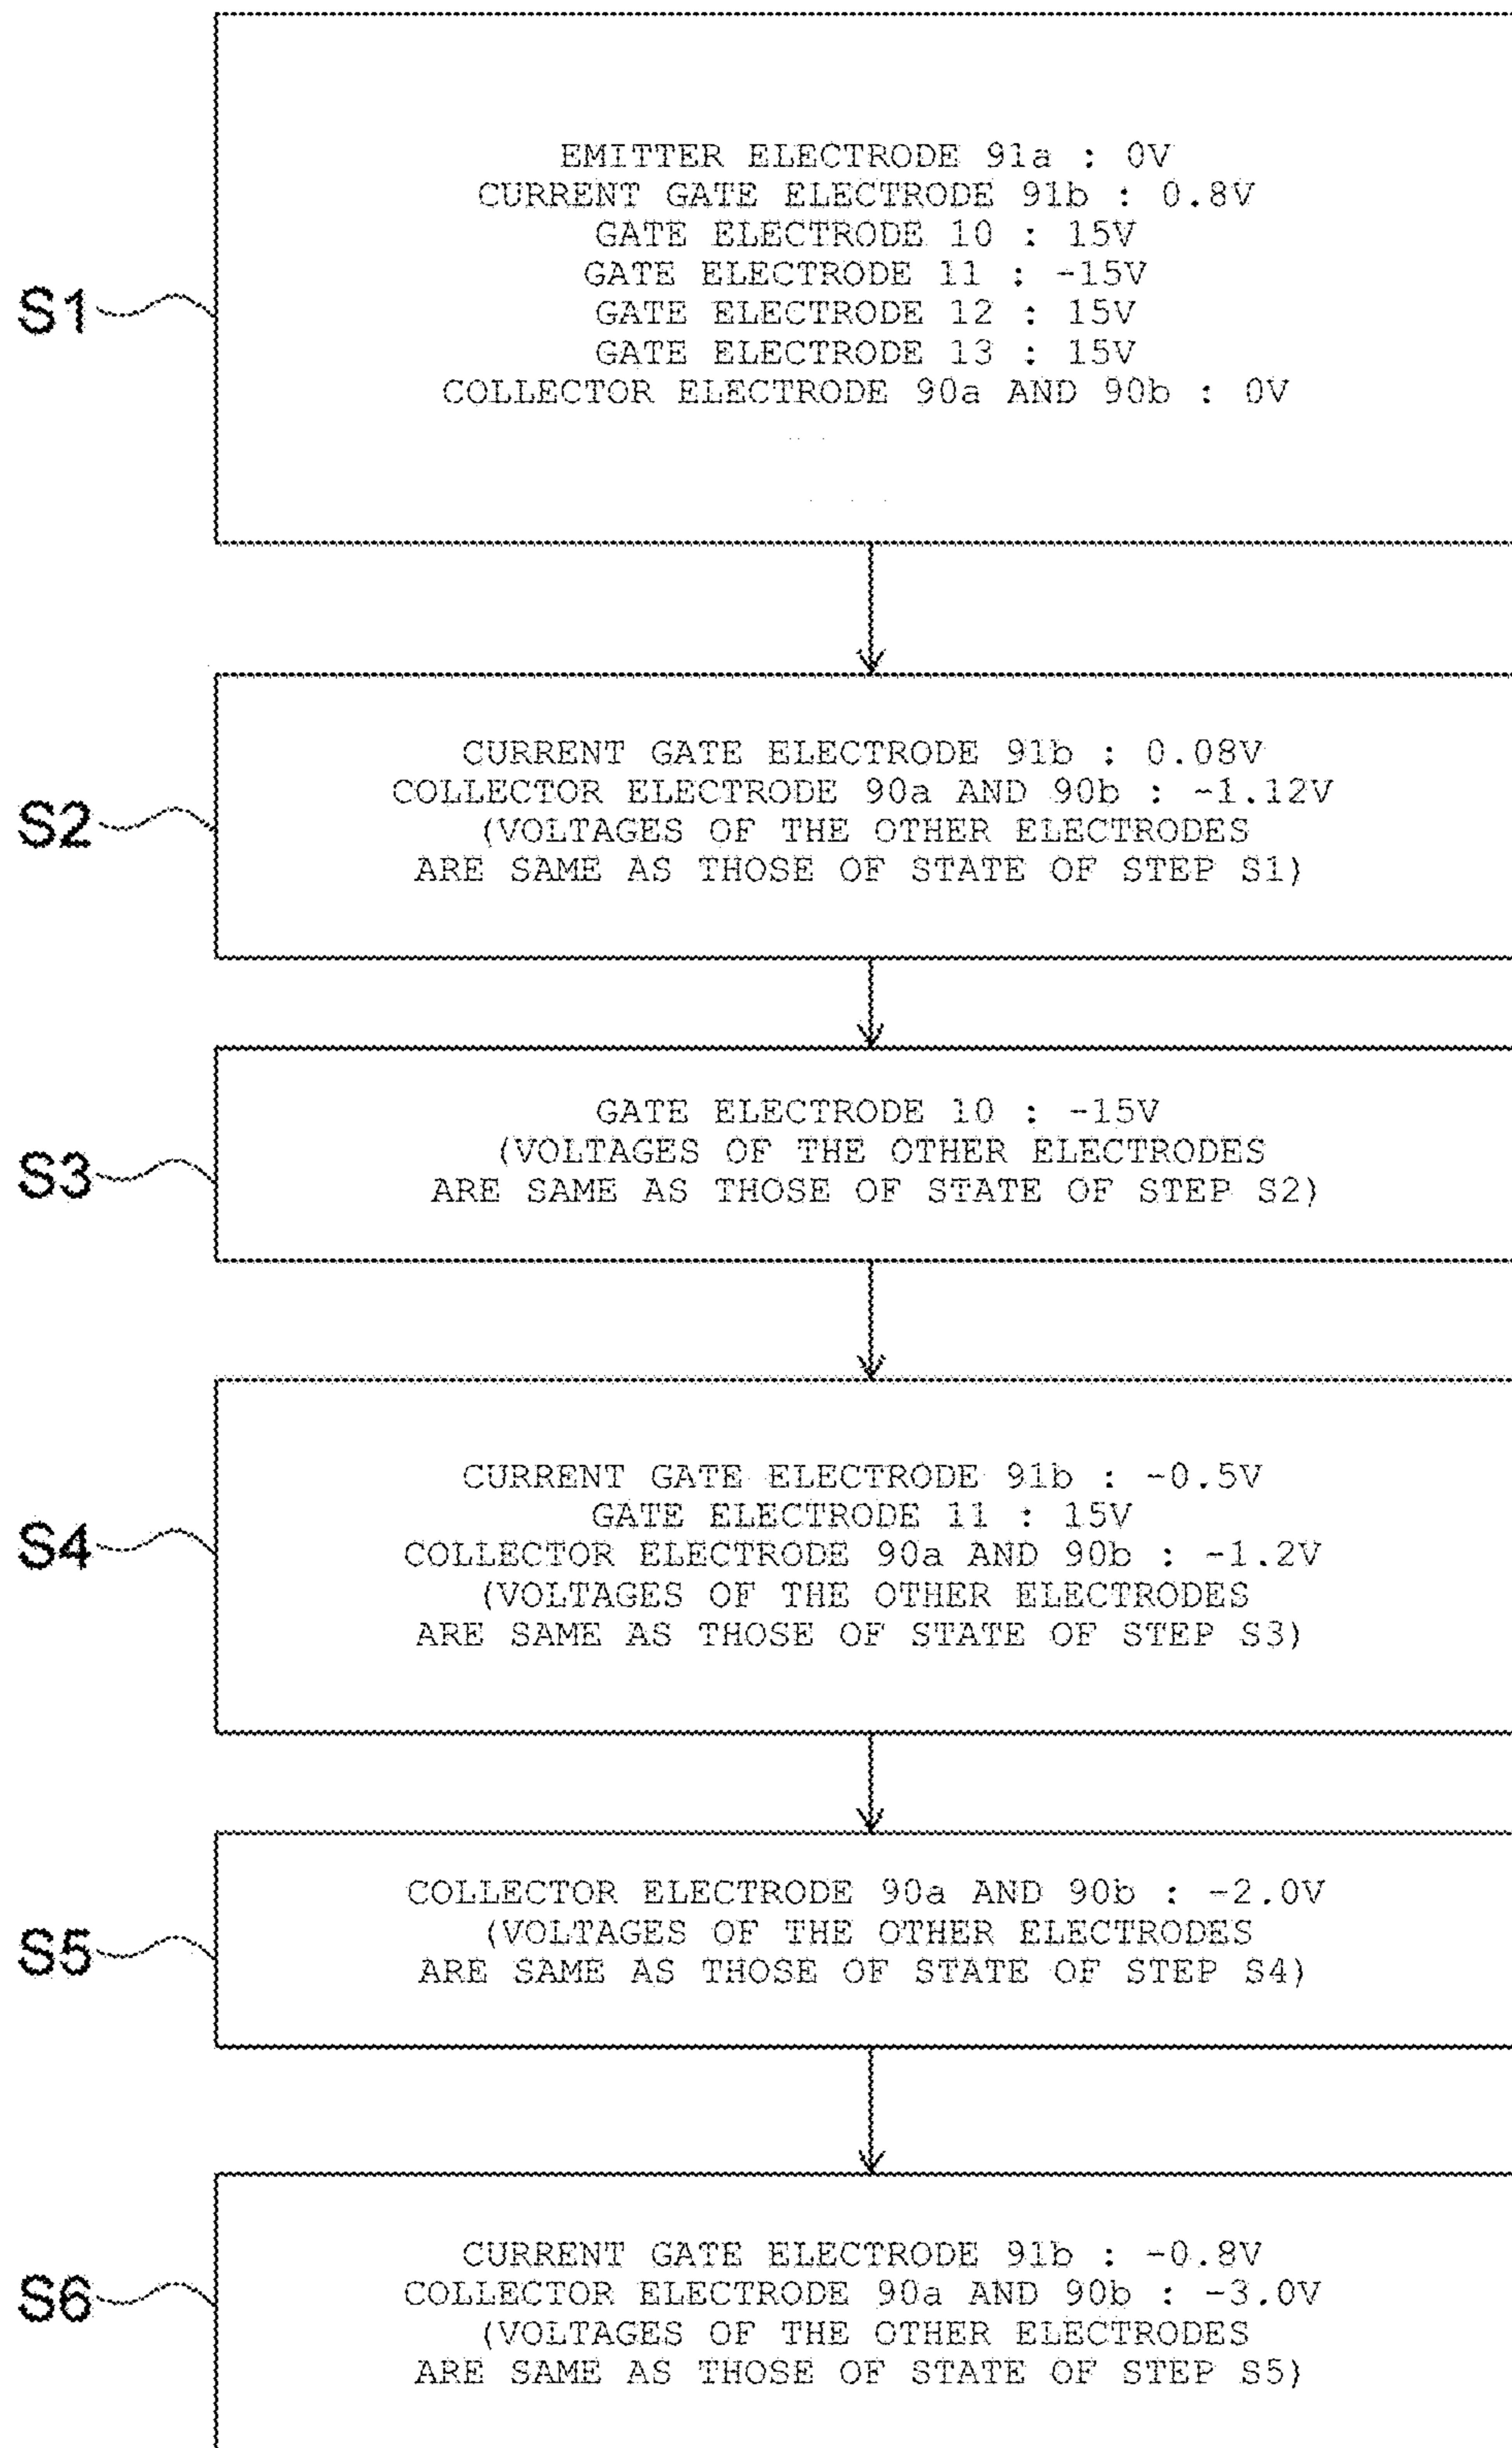 S1
EMITTER ELECTRODE 91a : 0V
CURRENT GATE ELECTRODE 91b : 0.8V
GATE ELECTRODE 10 : 15V
GATE ELECTRODE 11 : -15V
GATE ELECTRODE 12 : 15V
GATE ELECTRODE 13 : 15V
COLLECTOR ELECTRODE 90a AND 90b : 0V
S2
CURRENT GATE ELECTRODE 91b : 0.08V
COLLECTOR ELECTRODE 90a AND 90b : -1.12V
(VOLTAGES OF THE OTHER ELECTRODES
ARE SAME AS THOSE OF STATE OF STEP S1)
S3
GATE ELECTRODE 10 : -15V
(VOLTAGES OF THE OTHER ELECTRODES
ARE SAME AS THOSE OF STATE OF STEP S2)
S4
CURRENT GATE ELECTRODE 91b : -0.5V
GATE ELECTRODE 11 : 15V
COLLECTOR ELECTRODE 90a AND 90b : -1.2V
(VOLTAGES OF THE OTHER ELECTRODES
ARE SAME AS THOSE OF STATE OF STEP S3)
S5
COLLECTOR ELECTRODE 90a AND 90b : -2.0V
(VOLTAGES OF THE OTHER ELECTRODES
ARE SAME AS THOSE OF STATE OF STEP S4)
S6
CURRENT GATE ELECTRODE 91b : -0.8V
COLLECTOR ELECTRODE 90a AND 90b : -3.0V
(VOLTAGES OF THE OTHER ELECTRODES
ARE SAME AS THOSE OF STATE OF STEP S5)